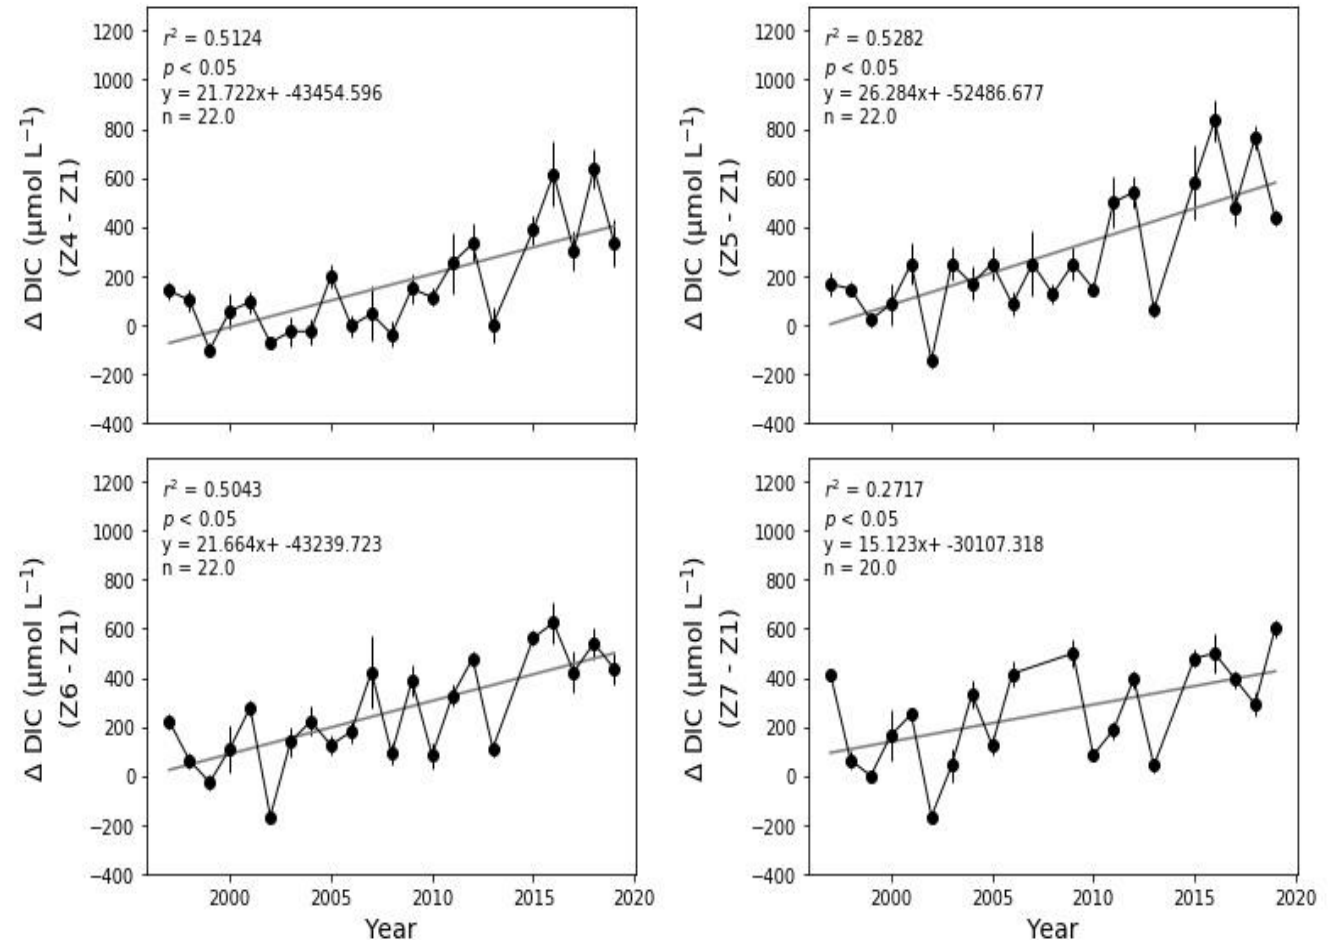 1200
1000
800
600
400
200
0
−200
−400
Δ DIC (μmol L⁻¹)
(Z4 - Z1)
r² = 0.5124
p < 0.05
y = 21.722x+ -43454.596
n = 22.0
1200
1000
800
600
400
200
0
−200
−400
Δ DIC (μmol L⁻¹)
(Z5 - Z1)
r² = 0.5282
p < 0.05
y = 26.284x+ -52486.677
n = 22.0
1200
1000
800
600
400
200
0
−200
−400
Δ DIC (μmol L⁻¹)
(Z6 - Z1)
r² = 0.5043
p < 0.05
y = 21.664x+ -43239.723
n = 22.0
2000 2005 2010 2015 2020
Year
1200
1000
800
600
400
200
0
−200
−400
Δ DIC (μmol L⁻¹)
(Z7 - Z1)
r² = 0.2717
p < 0.05
y = 15.123x+ -30107.318
n = 20.0
2000 2005 2010 2015 2020
Year